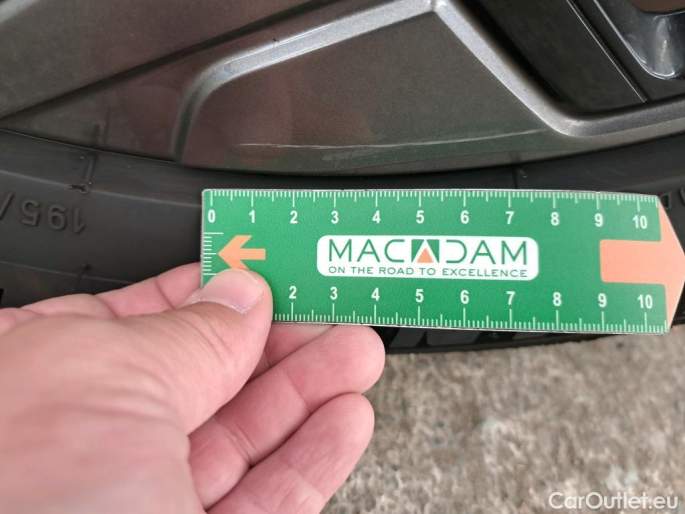 195/
0 1 2 3 4 5 6 7 8 9 10
MACADAM
ON THE ROAD TO EXCELLENCE
2 3 4 5 6 7 8 9 10
CarOutlet.eu